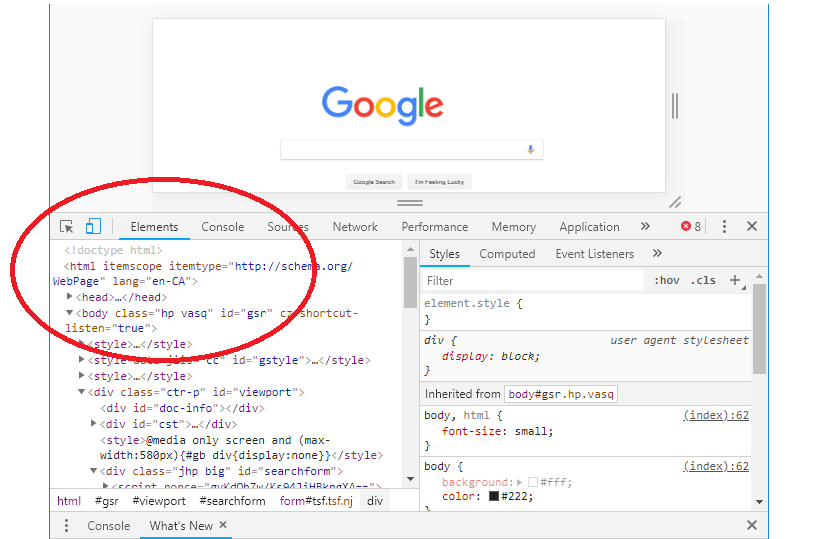 Google
Google Search I'm Feeling Lucky
Elements Console Sources Network Performance Memory Application » 8
<!doctype html>
<html itemscope itemtype="http://schema.org/
WebPage" lang="en-CA">
<head>…</head>
<body class="hp vasq" id="gsr" cz-shortcut-
listen="true">
<style>…</style>
<style data-jiis="cc" id="gstyle">…</style>
<style>…</style>
<div class="ctr-p" id="viewport">
<div id="doc-info"></div>
<div id="cst">…</div>
<style>@media only screen and (max-
width:580px){#gb div{display:none}}</style>
<div class="jhp big" id="searchform">
html #gsr #viewport #searchform form#tsf.tsf.nj div
Styles Computed Event Listeners »
Filter :hov .cls +
element.style {
}
div { user agent stylesheet
display: block;
}
Inherited from body#gsr.hp.vasq
body, html { (index):62
font-size: small;
}
body { (index):62
background: #fff;
color: #222;
}
Console What's New ×